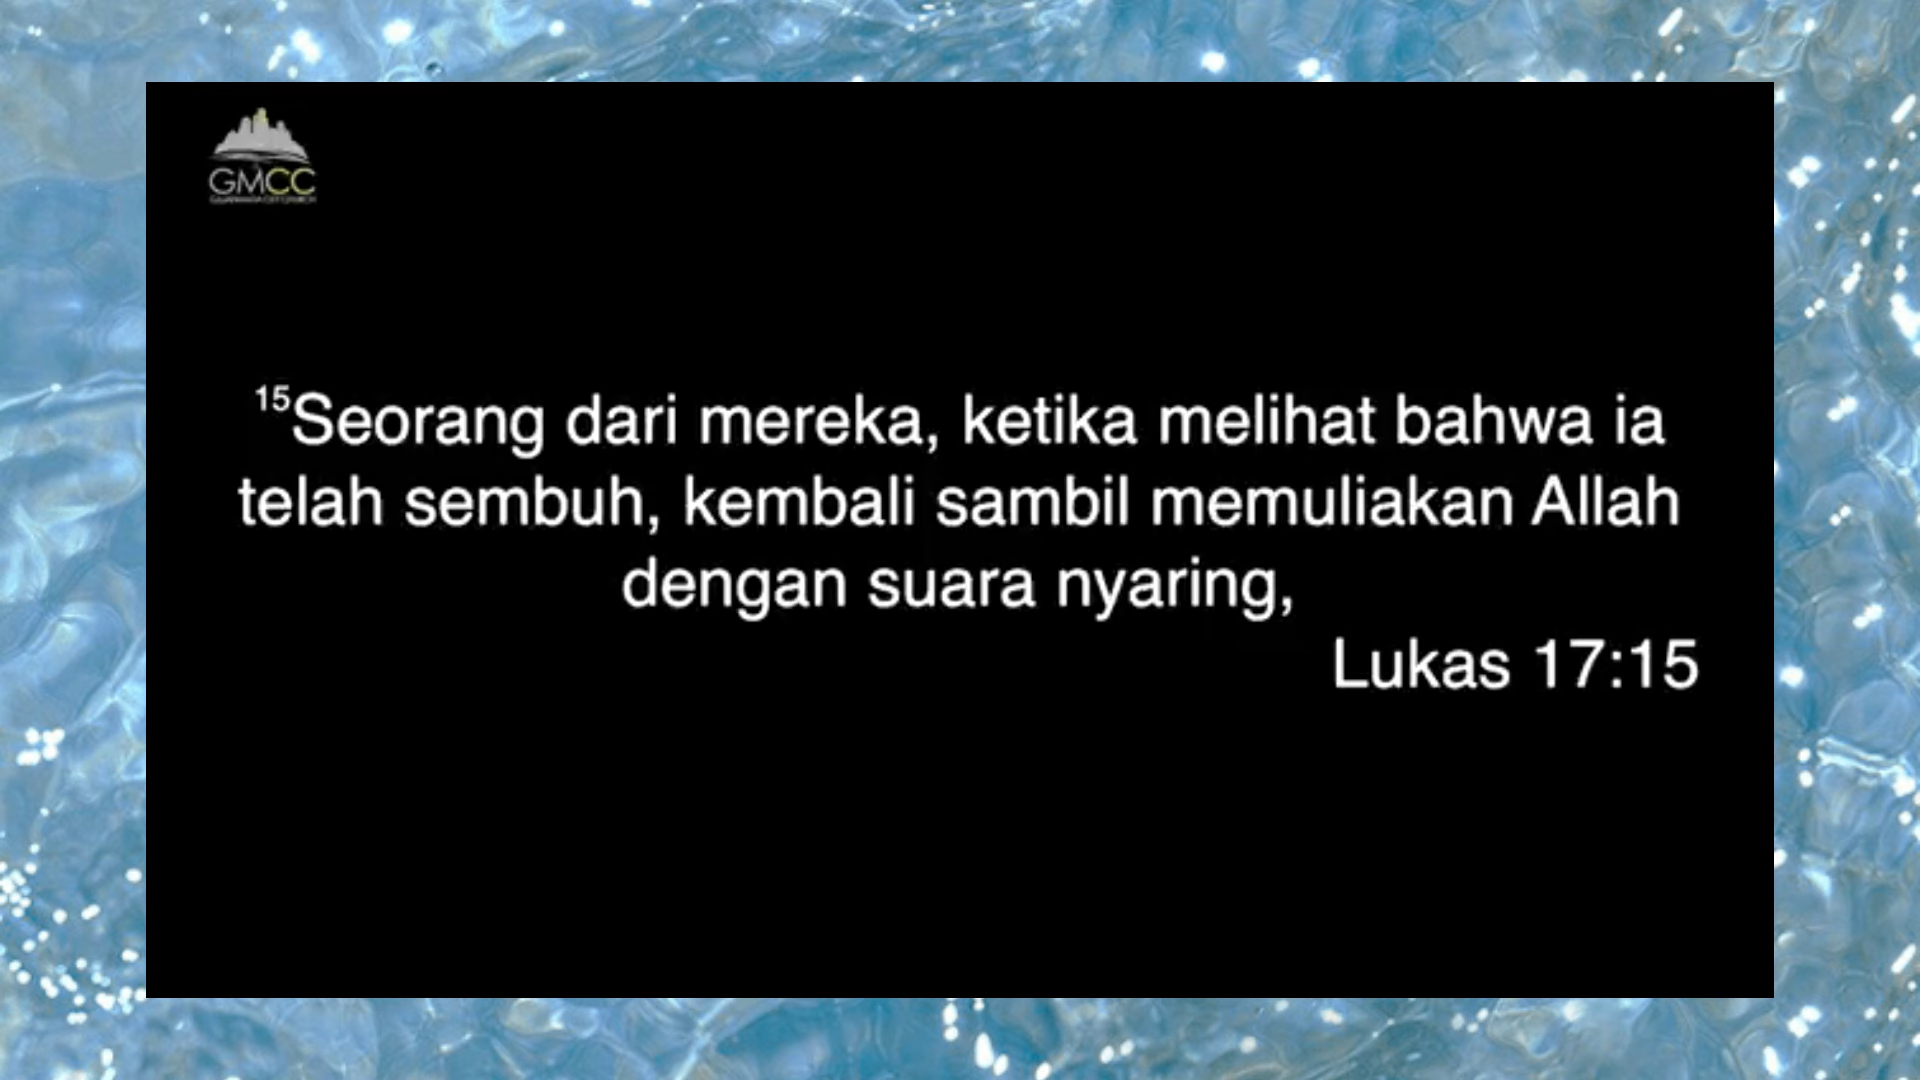 GMCC
¹⁵Seorang dari mereka, ketika melihat bahwa ia
telah sembuh, kembali sambil memuliakan Allah
dengan suara nyaring,
Lukas 17:15